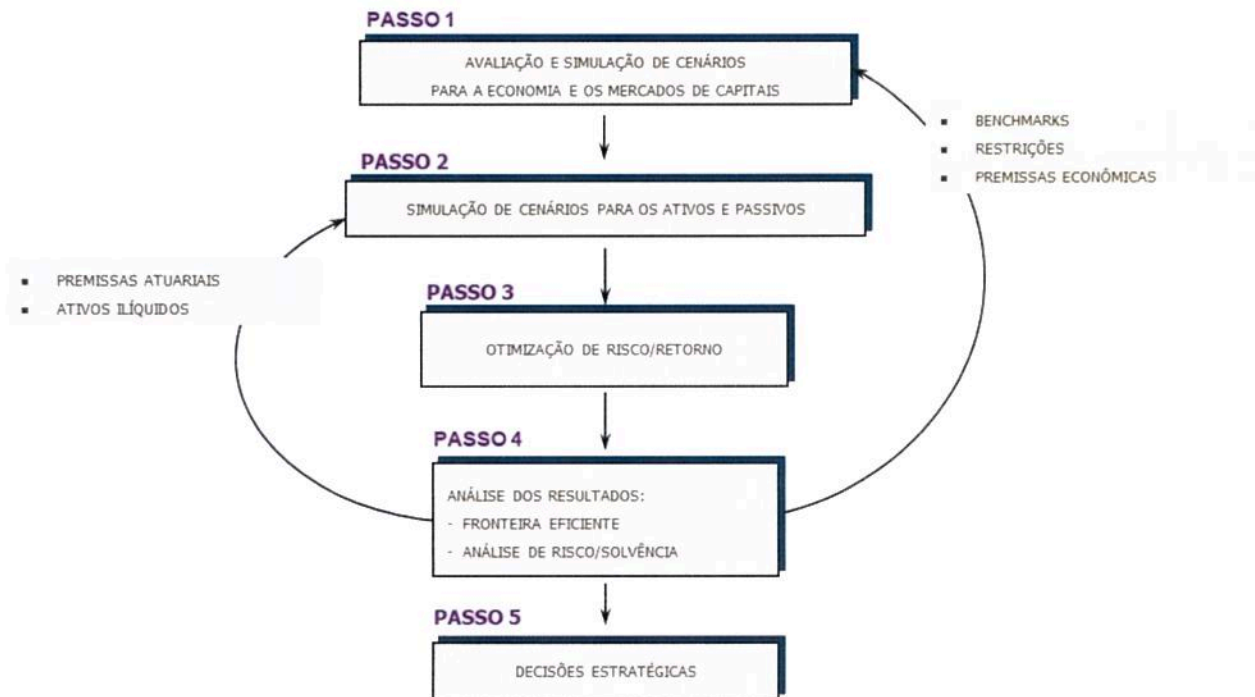 PASSO 1
AVALIAÇÃO E SIMULAÇÃO DE CENÁRIOS
PARA A ECONOMIA E OS MERCADOS DE CAPITAIS
▪ BENCHMARKS
▪ RESTRIÇÕES
▪ PREMISSAS ECONÔMICAS
PASSO 2
SIMULAÇÃO DE CENÁRIOS PARA OS ATIVOS E PASSIVOS
▪ PREMISSAS ATUARIAIS
▪ ATIVOS ILÍQUIDOS
PASSO 3
OTIMIZAÇÃO DE RISCO/RETORNO
PASSO 4
ANÁLISE DOS RESULTADOS:
- FRONTEIRA EFICIENTE
- ANÁLISE DE RISCO/SOLVÊNCIA
PASSO 5
DECISÕES ESTRATÉGICAS